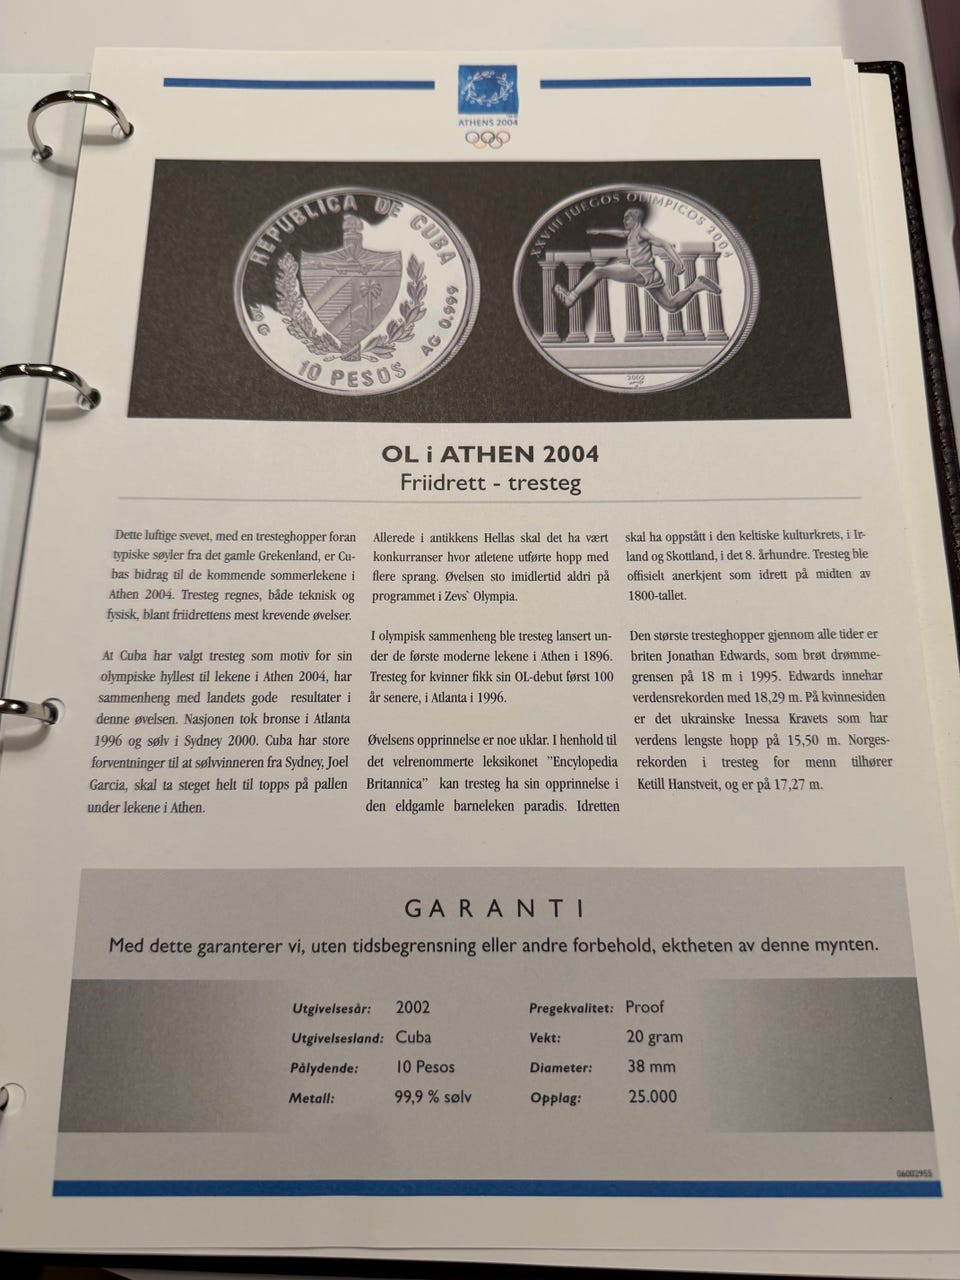 ATHENS 2004
REPUBLICA DE CUBA
20 G
AG 0.999
10 PESOS
XXVIII JUEGOS OLIMPICOS 2004
2002
OL i ATHEN 2004
Friidrett - tresteg
Dette luftige svevet, med en tresteghopper foran
typiske søyler fra det gamle Grekenland, er Cu-
bas bidrag til de kommende sommerlekene i
Athen 2004. Tresteg regnes, både teknisk og
fysisk, blant friidrettens mest krevende øvelser.
At Cuba har valgt tresteg som motiv for sin
olympiske hyllest til lekene i Athen 2004, har
sammenheng med landets gode resultater i
denne øvelsen. Nasjonen tok bronse i Atlanta
1996 og sølv i Sydney 2000. Cuba har store
forventninger til at sølvvinneren fra Sydney, Joel
Garcia, skal ta steget helt til topps på pallen
under lekene i Athen.
Allerede i antikkens Hellas skal det ha vært
konkurranser hvor atletene utførte hopp med
flere sprang. Øvelsen sto imidlertid aldri på
programmet i Zevs` Olympia.
I olympisk sammenheng ble tresteg lansert un-
der de første moderne lekene i Athen i 1896.
Tresteg for kvinner fikk sin OL-debut først 100
år senere, i Atlanta i 1996.
Øvelsens opprinnelse er noe uklar. I henhold til
det velrenommerte leksikonet "Encylopedia
Britannica" kan tresteg ha sin opprinnelse i
den eldgamle barneleken paradis. Idretten
skal ha oppstått i den keltiske kulturkrets, i Ir-
land og Skottland, i det 8. århundre. Tresteg ble
offisielt anerkjent som idrett på midten av
1800-tallet.
Den største tresteghopper gjennom alle tider er
briten Jonathan Edwards, som brøt drømme-
grensen på 18 m i 1995. Edwards innehar
verdensrekorden med 18,29 m. På kvinnesiden
er det ukrainske Inessa Kravets som har
verdens lengste hopp på 15,50 m. Norges-
rekorden i tresteg for menn tilhører
Ketill Hanstveit, og er på 17,27 m.
GARANTI
Med dette garanterer vi, uten tidsbegrensning eller andre forbehold, ektheten av denne mynten.
Utgivelsesår: 2002 Pregekvalitet: Proof
Utgivelsesland: Cuba Vekt: 20 gram
Pålydende: 10 Pesos Diameter: 38 mm
Metall: 99,9 % sølv Opplag: 25.000
06002955